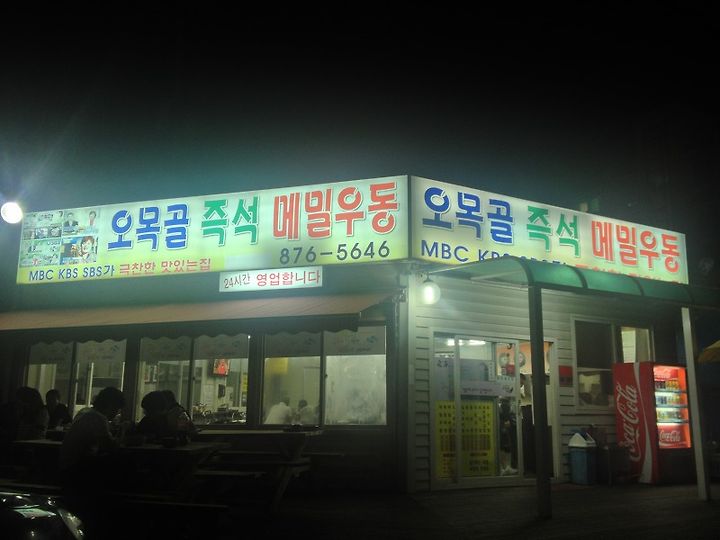 오목골 즉석 메밀우동
876-5646
MBC KBS SBS가 극찬한 맛있는집
24시간 영업합니다
오목골 즉석 메밀우동
MBC KBS
Coca-Cola
Coca-Cola